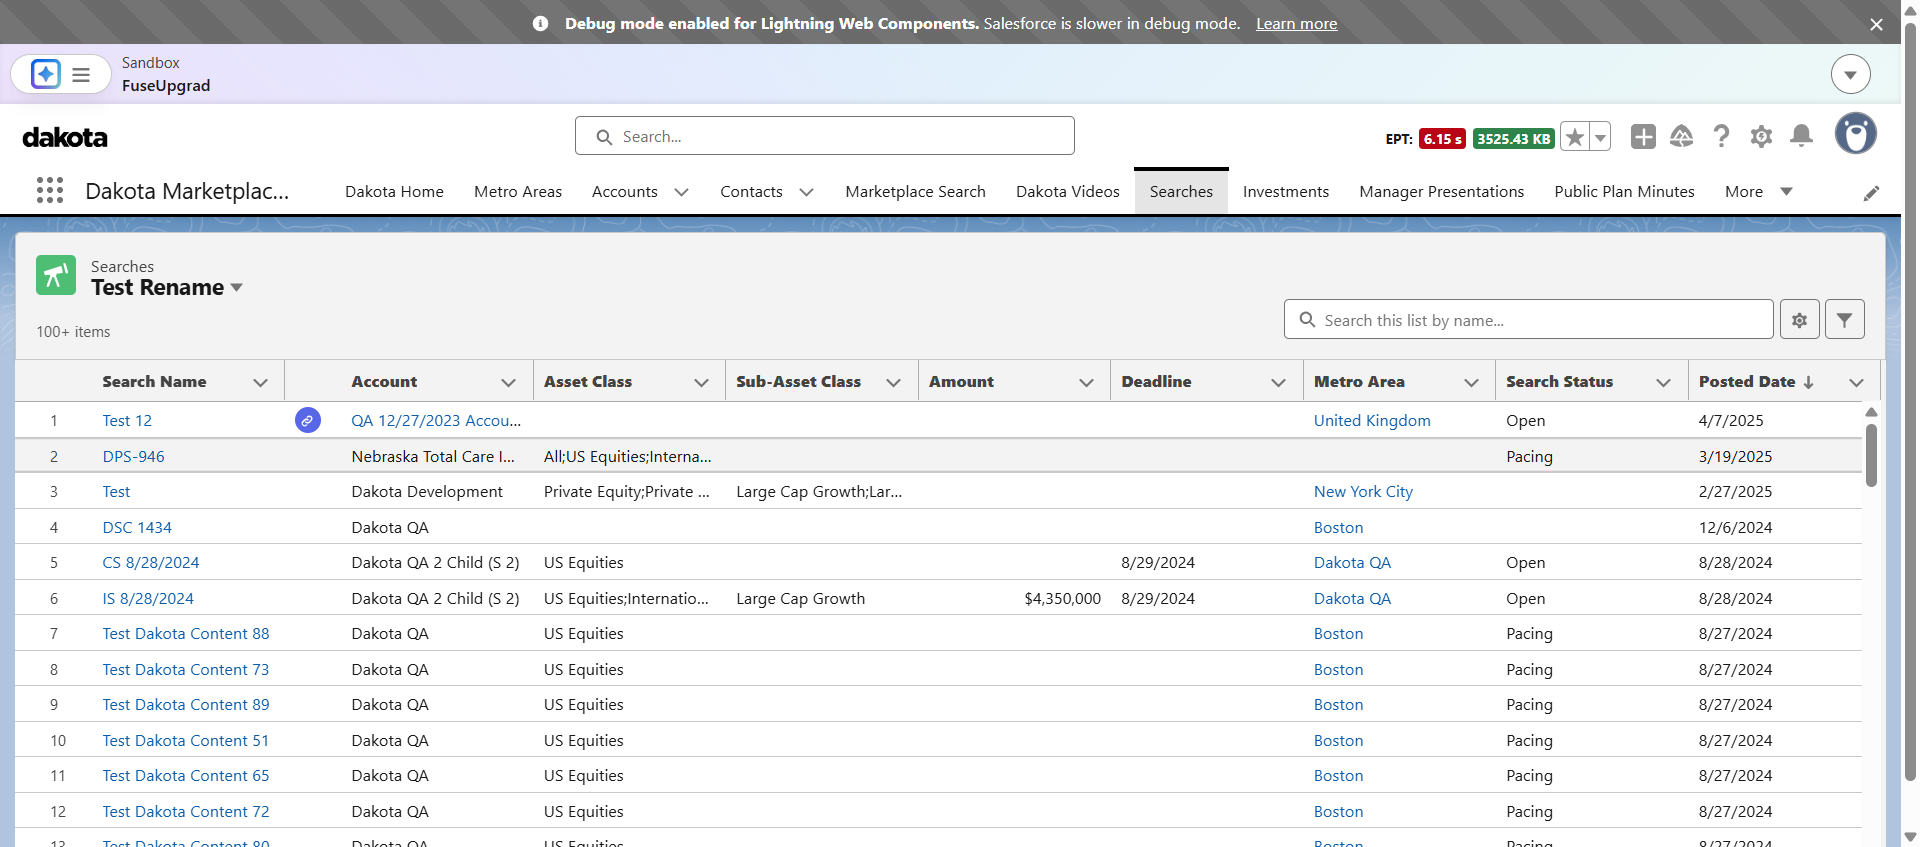 Debug mode enabled for Lightning Web Components. Salesforce is slower in debug mode. Learn more
Sandbox
FuseUpgrad
dakota
Search...
EPT: 6.15 s 3525.43 KB
Dakota Marketplac...
Dakota Home Metro Areas Accounts Contacts Marketplace Search Dakota Videos Searches Investments Manager Presentations Public Plan Minutes More
Searches
Test Rename
100+ items
Search this list by name...
Search Name Account Asset Class Sub-Asset Class Amount Deadline Metro Area Search Status Posted Date
1 Test 12 QA 12/27/2023 Accou... United Kingdom Open 4/7/2025
2 DPS-946 Nebraska Total Care I... All;US Equities;Interna... Pacing 3/19/2025
3 Test Dakota Development Private Equity;Private ... Large Cap Growth;Lar... New York City 2/27/2025
4 DSC 1434 Dakota QA Boston 12/6/2024
5 CS 8/28/2024 Dakota QA 2 Child (S 2) US Equities 8/29/2024 Dakota QA Open 8/28/2024
6 IS 8/28/2024 Dakota QA 2 Child (S 2) US Equities;Internatio... Large Cap Growth $4,350,000 8/29/2024 Dakota QA Open 8/28/2024
7 Test Dakota Content 88 Dakota QA US Equities Boston Pacing 8/27/2024
8 Test Dakota Content 73 Dakota QA US Equities Boston Pacing 8/27/2024
9 Test Dakota Content 89 Dakota QA US Equities Boston Pacing 8/27/2024
10 Test Dakota Content 51 Dakota QA US Equities Boston Pacing 8/27/2024
11 Test Dakota Content 65 Dakota QA US Equities Boston Pacing 8/27/2024
12 Test Dakota Content 72 Dakota QA US Equities Boston Pacing 8/27/2024
13 Test Dakota Content 80 Dakota QA US Equities Boston Pacing 8/27/2024